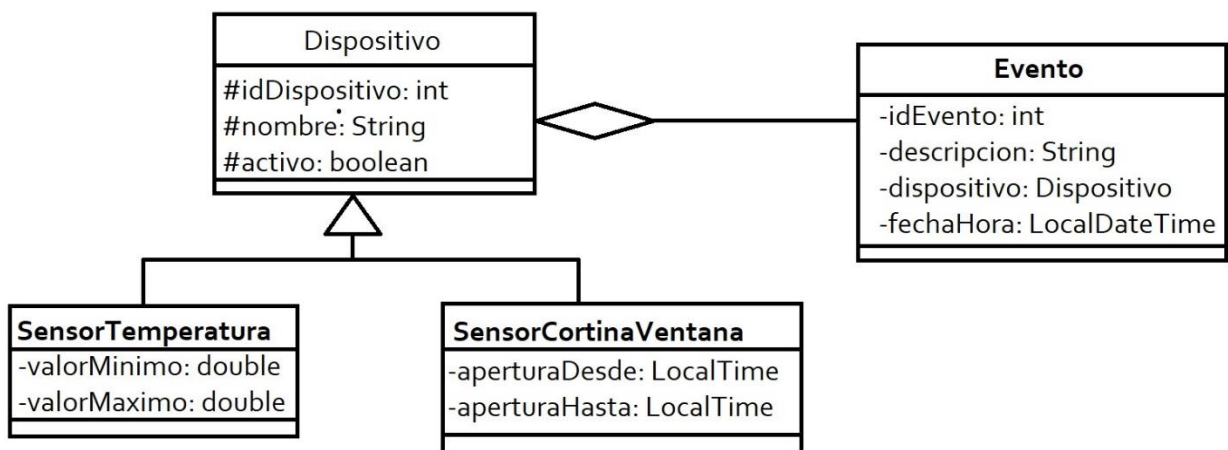 Dispositivo
#idDispositivo: int
#nombre: String
#activo: boolean
Evento
-idEvento: int
-descripcion: String
-dispositivo: Dispositivo
-fechaHora: LocalDateTime
SensorTemperatura
-valorMinimo: double
-valorMaximo: double
SensorCortinaVentana
-aperturaDesde: LocalTime
-aperturaHasta: LocalTime